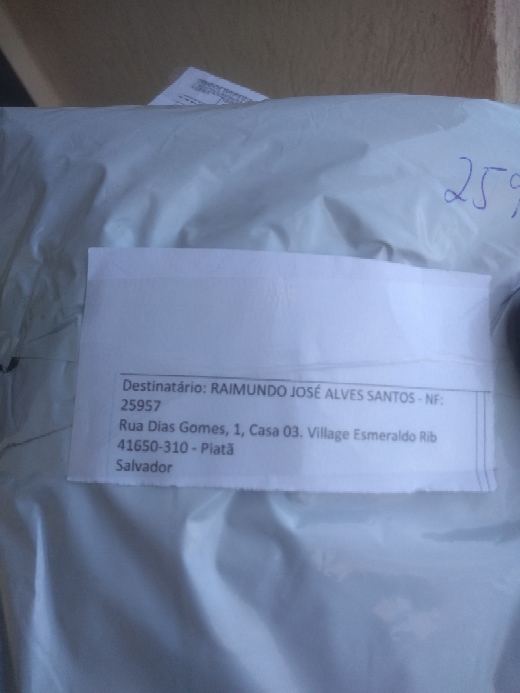 259
Destinatário: RAIMUNDO JOSÉ ALVES SANTOS - NF:
25957
Rua Dias Gomes, 1, Casa 03. Village Esmeraldo Rib
41650-310 - Piatã
Salvador